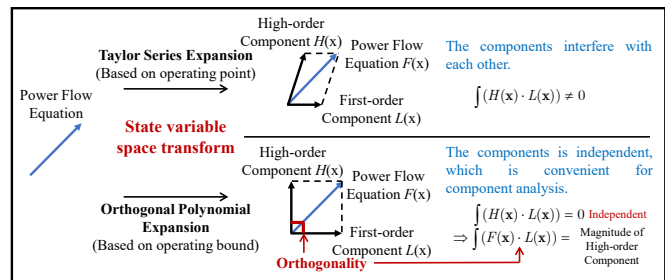 High-order
Component H(x)
Taylor Series Expansion
(Based on operating point)
Power Flow
Equation F(x)
First-order
Component L(x)
The components interfere with
each other.
∫(H(x) · L(x)) ≠ 0
Power Flow
Equation
State variable
space transform
High-order
Component H(x)
Power Flow
Equation F(x)
Orthogonal Polynomial
Expansion
(Based on operating bound)
First-order
Component L(x)
Orthogonality
The components is independent,
which is convenient for
component analysis.
∫(H(x) · L(x)) = 0 Independent
⇒ ∫(F(x) · L(x)) = Magnitude of
High-order
Component